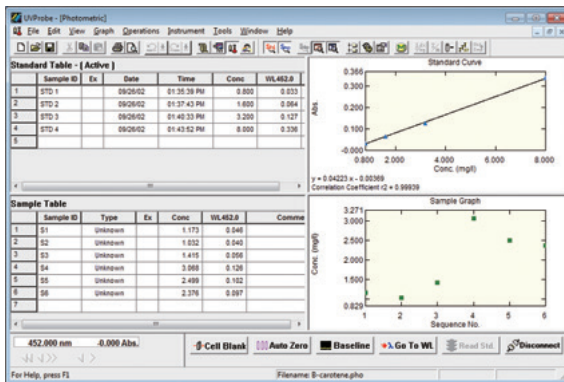 UVProbe - [Photometric]
File Edit View Graph Operations Instrument Tools Window Help
Standard Table - ( Active )
Sample ID Ex Date Time Conc WL452.0
1 STD 1 09/26/02 01:35:39 PM 0.800 0.033
2 STD 2 09/26/02 01:37:43 PM 1.600 0.064
3 STD 3 09/26/02 01:40:33 PM 3.200 0.127
4 STD 4 09/26/02 01:43:52 PM 8.000 0.336
5
Standard Curve
Abs.
0.366
0.300
0.200
0.100
-0.000
0.800 2.000 4.000 6.000 8.000
Conc. (mg/l)
y = 0.04223 x - 0.00369
Correlation Coefficient r2 = 0.99939
Sample Table
Sample ID Type Ex Conc WL452.0 Comme
1 S1 Unknown 1.173 0.046
2 S2 Unknown 1.032 0.040
3 S3 Unknown 1.415 0.056
4 S4 Unknown 3.068 0.126
5 S5 Unknown 2.499 0.102
6 S6 Unknown 2.376 0.097
7
Sample Graph
Conc. (mg/l)
3.271
3.000
2.500
2.000
1.500
0.829
1 2 3 4 5 6
Sequence No.
452.000 nm -0.000 Abs.
Cell Blank Auto Zero Baseline Go To WL Read Std. Disconnect
For Help, press F1
Filename: B-carotene.pho